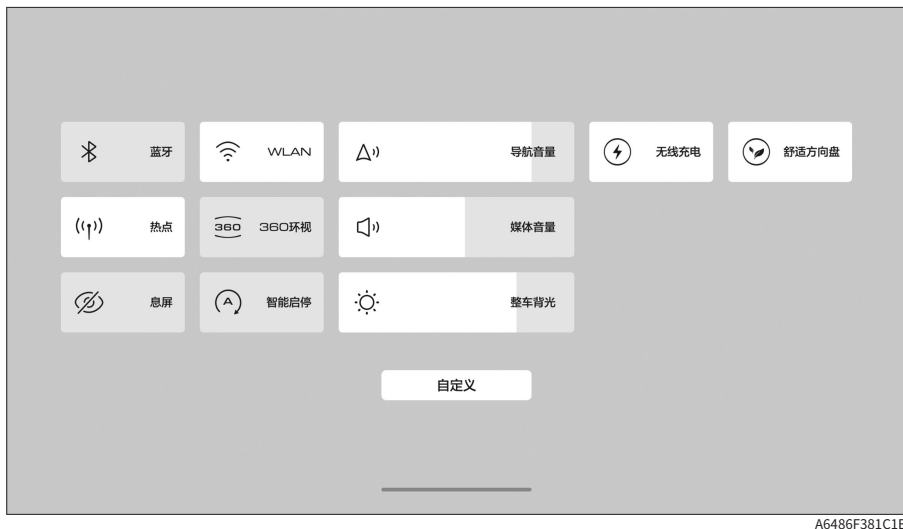 蓝牙
WLAN
导航音量
无线充电
舒适方向盘
热点
360
360环视
媒体音量
息屏
A
智能启停
整车背光
自定义
A6486F381C1E